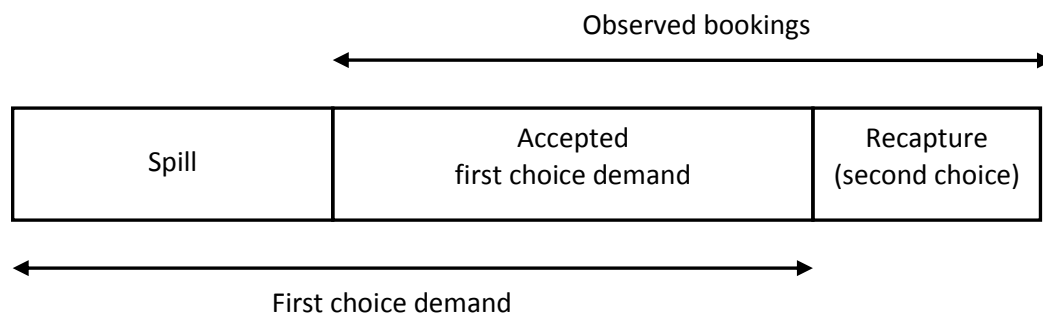 Observed bookings
Spill
Accepted
first choice demand
Recapture
(second choice)
First choice demand